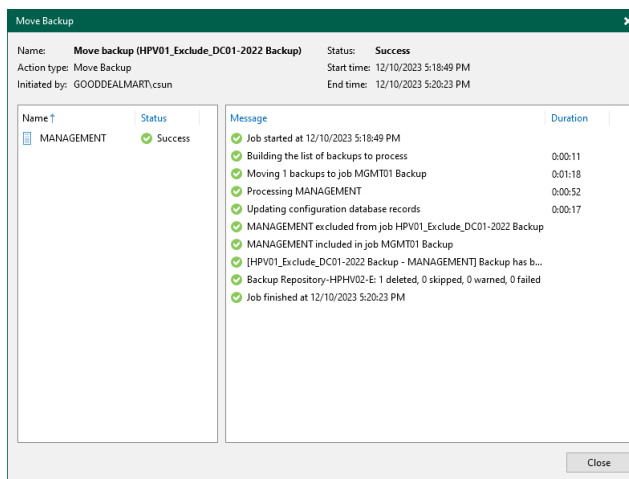 Move Backup
Name: Move backup (HPV01_Exclude_DC01-2022 Backup) Status: Success
Action type: Move Backup Start time: 12/10/2023 5:18:49 PM
Initiated by: GOODDEALMART\csun End time: 12/10/2023 5:20:23 PM
Name Status Message Duration
MANAGEMENT Success Job started at 12/10/2023 5:18:49 PM
Building the list of backups to process 0:00:11
Moving 1 backups to job MGMT01 Backup 0:01:18
Processing MANAGEMENT 0:00:52
Updating configuration database records 0:00:17
MANAGEMENT excluded from job HPV01_Exclude_DC01-2022 Backup
MANAGEMENT included in job MGMT01 Backup
[HPV01_Exclude_DC01-2022 Backup - MANAGEMENT] Backup has b...
Backup Repository-HPHV02-E: 1 deleted, 0 skipped, 0 warned, 0 failed
Job finished at 12/10/2023 5:20:23 PM
Close